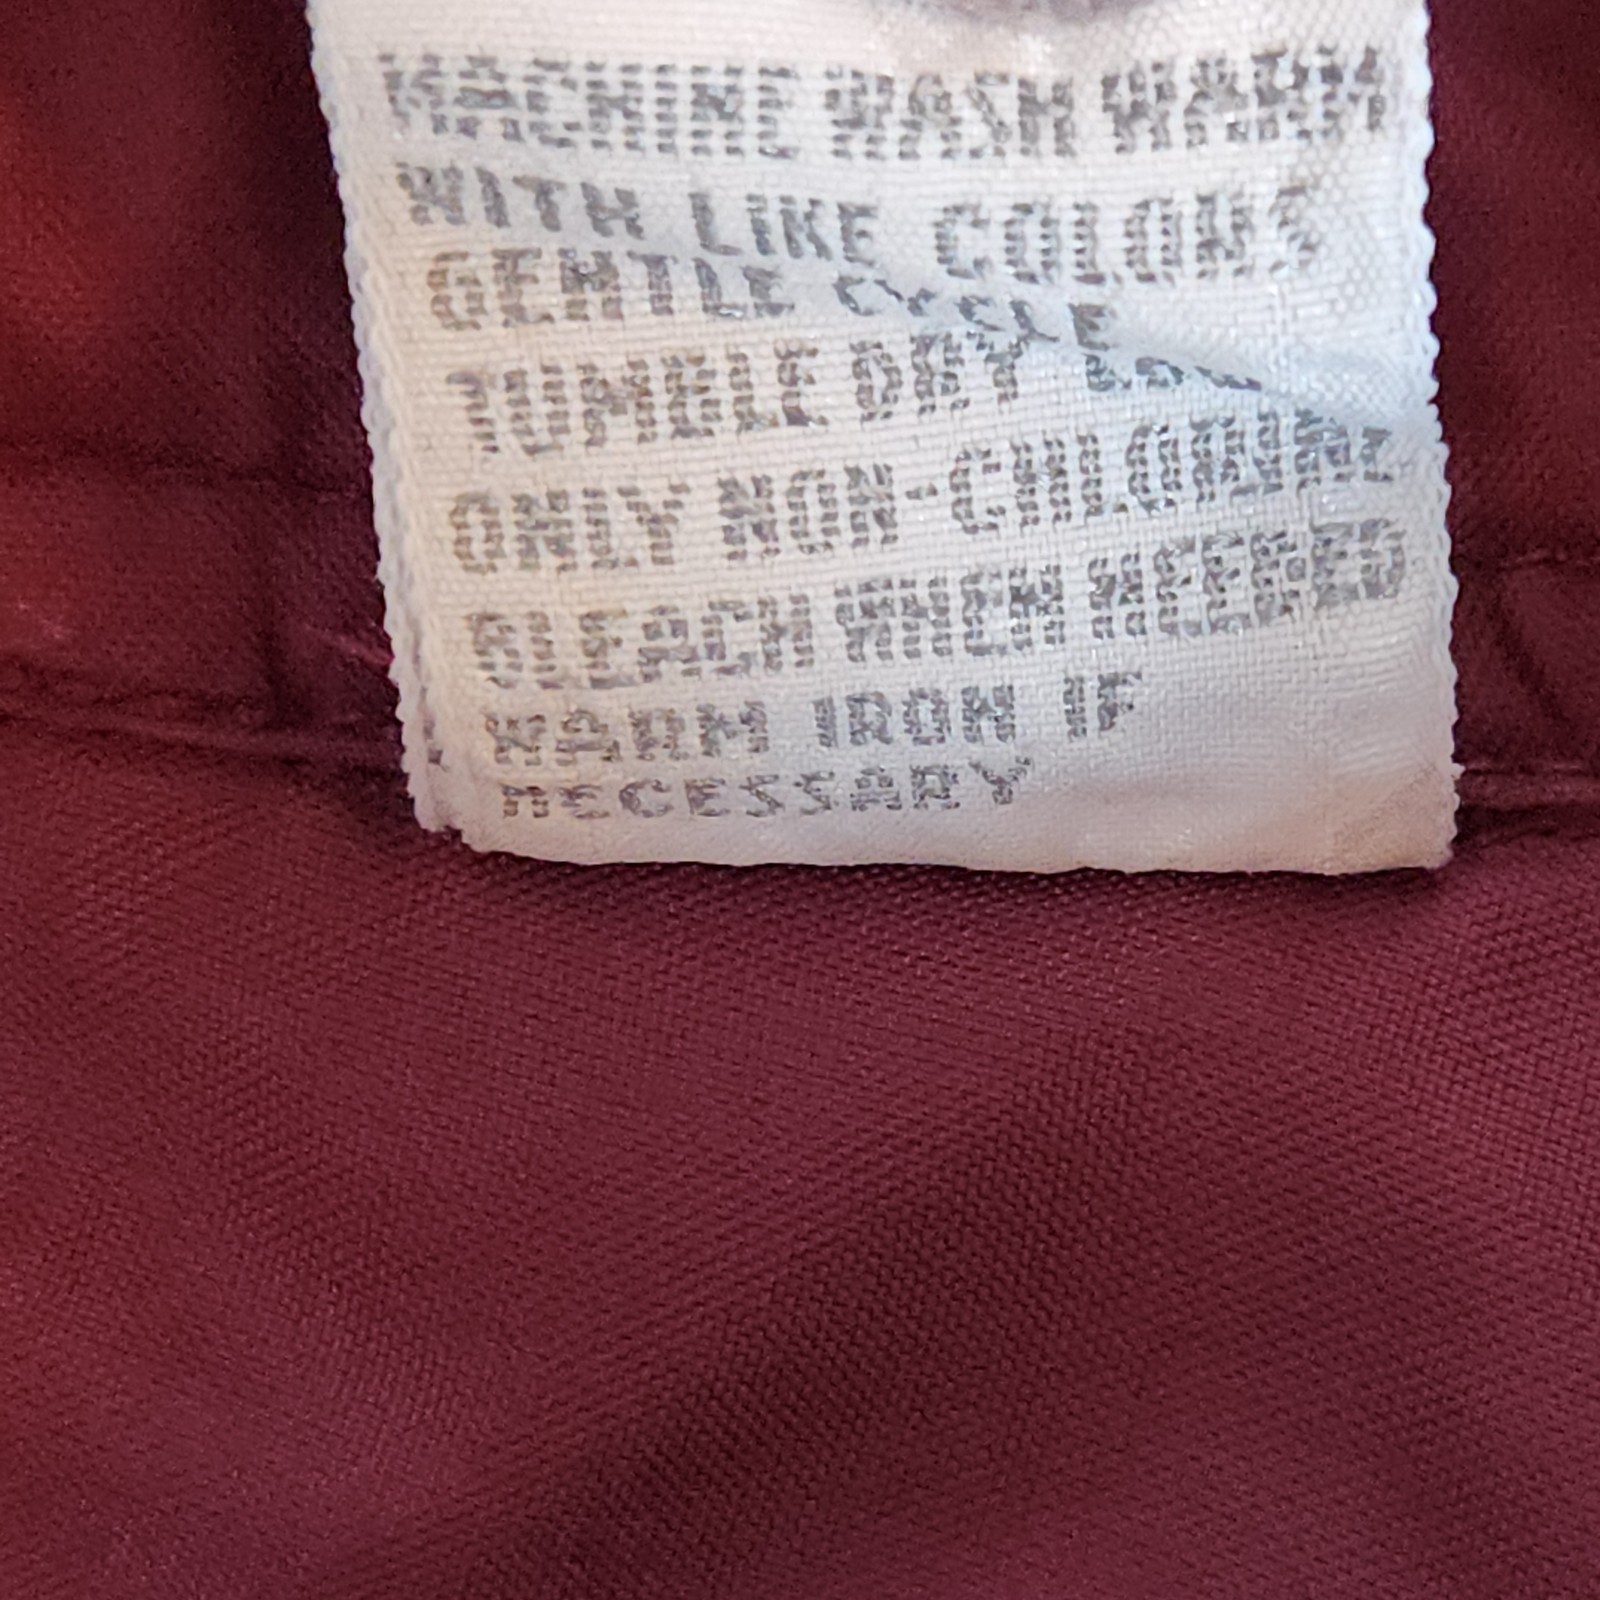 MACHINE WASH WARM
WITH LIKE COLORS
GENTLE CYCLE
TUMBLE DRY LOW
ONLY NON-CHLORINE
BLEACH WHEN NEEDED
WARM IRON IF
NECESSARY